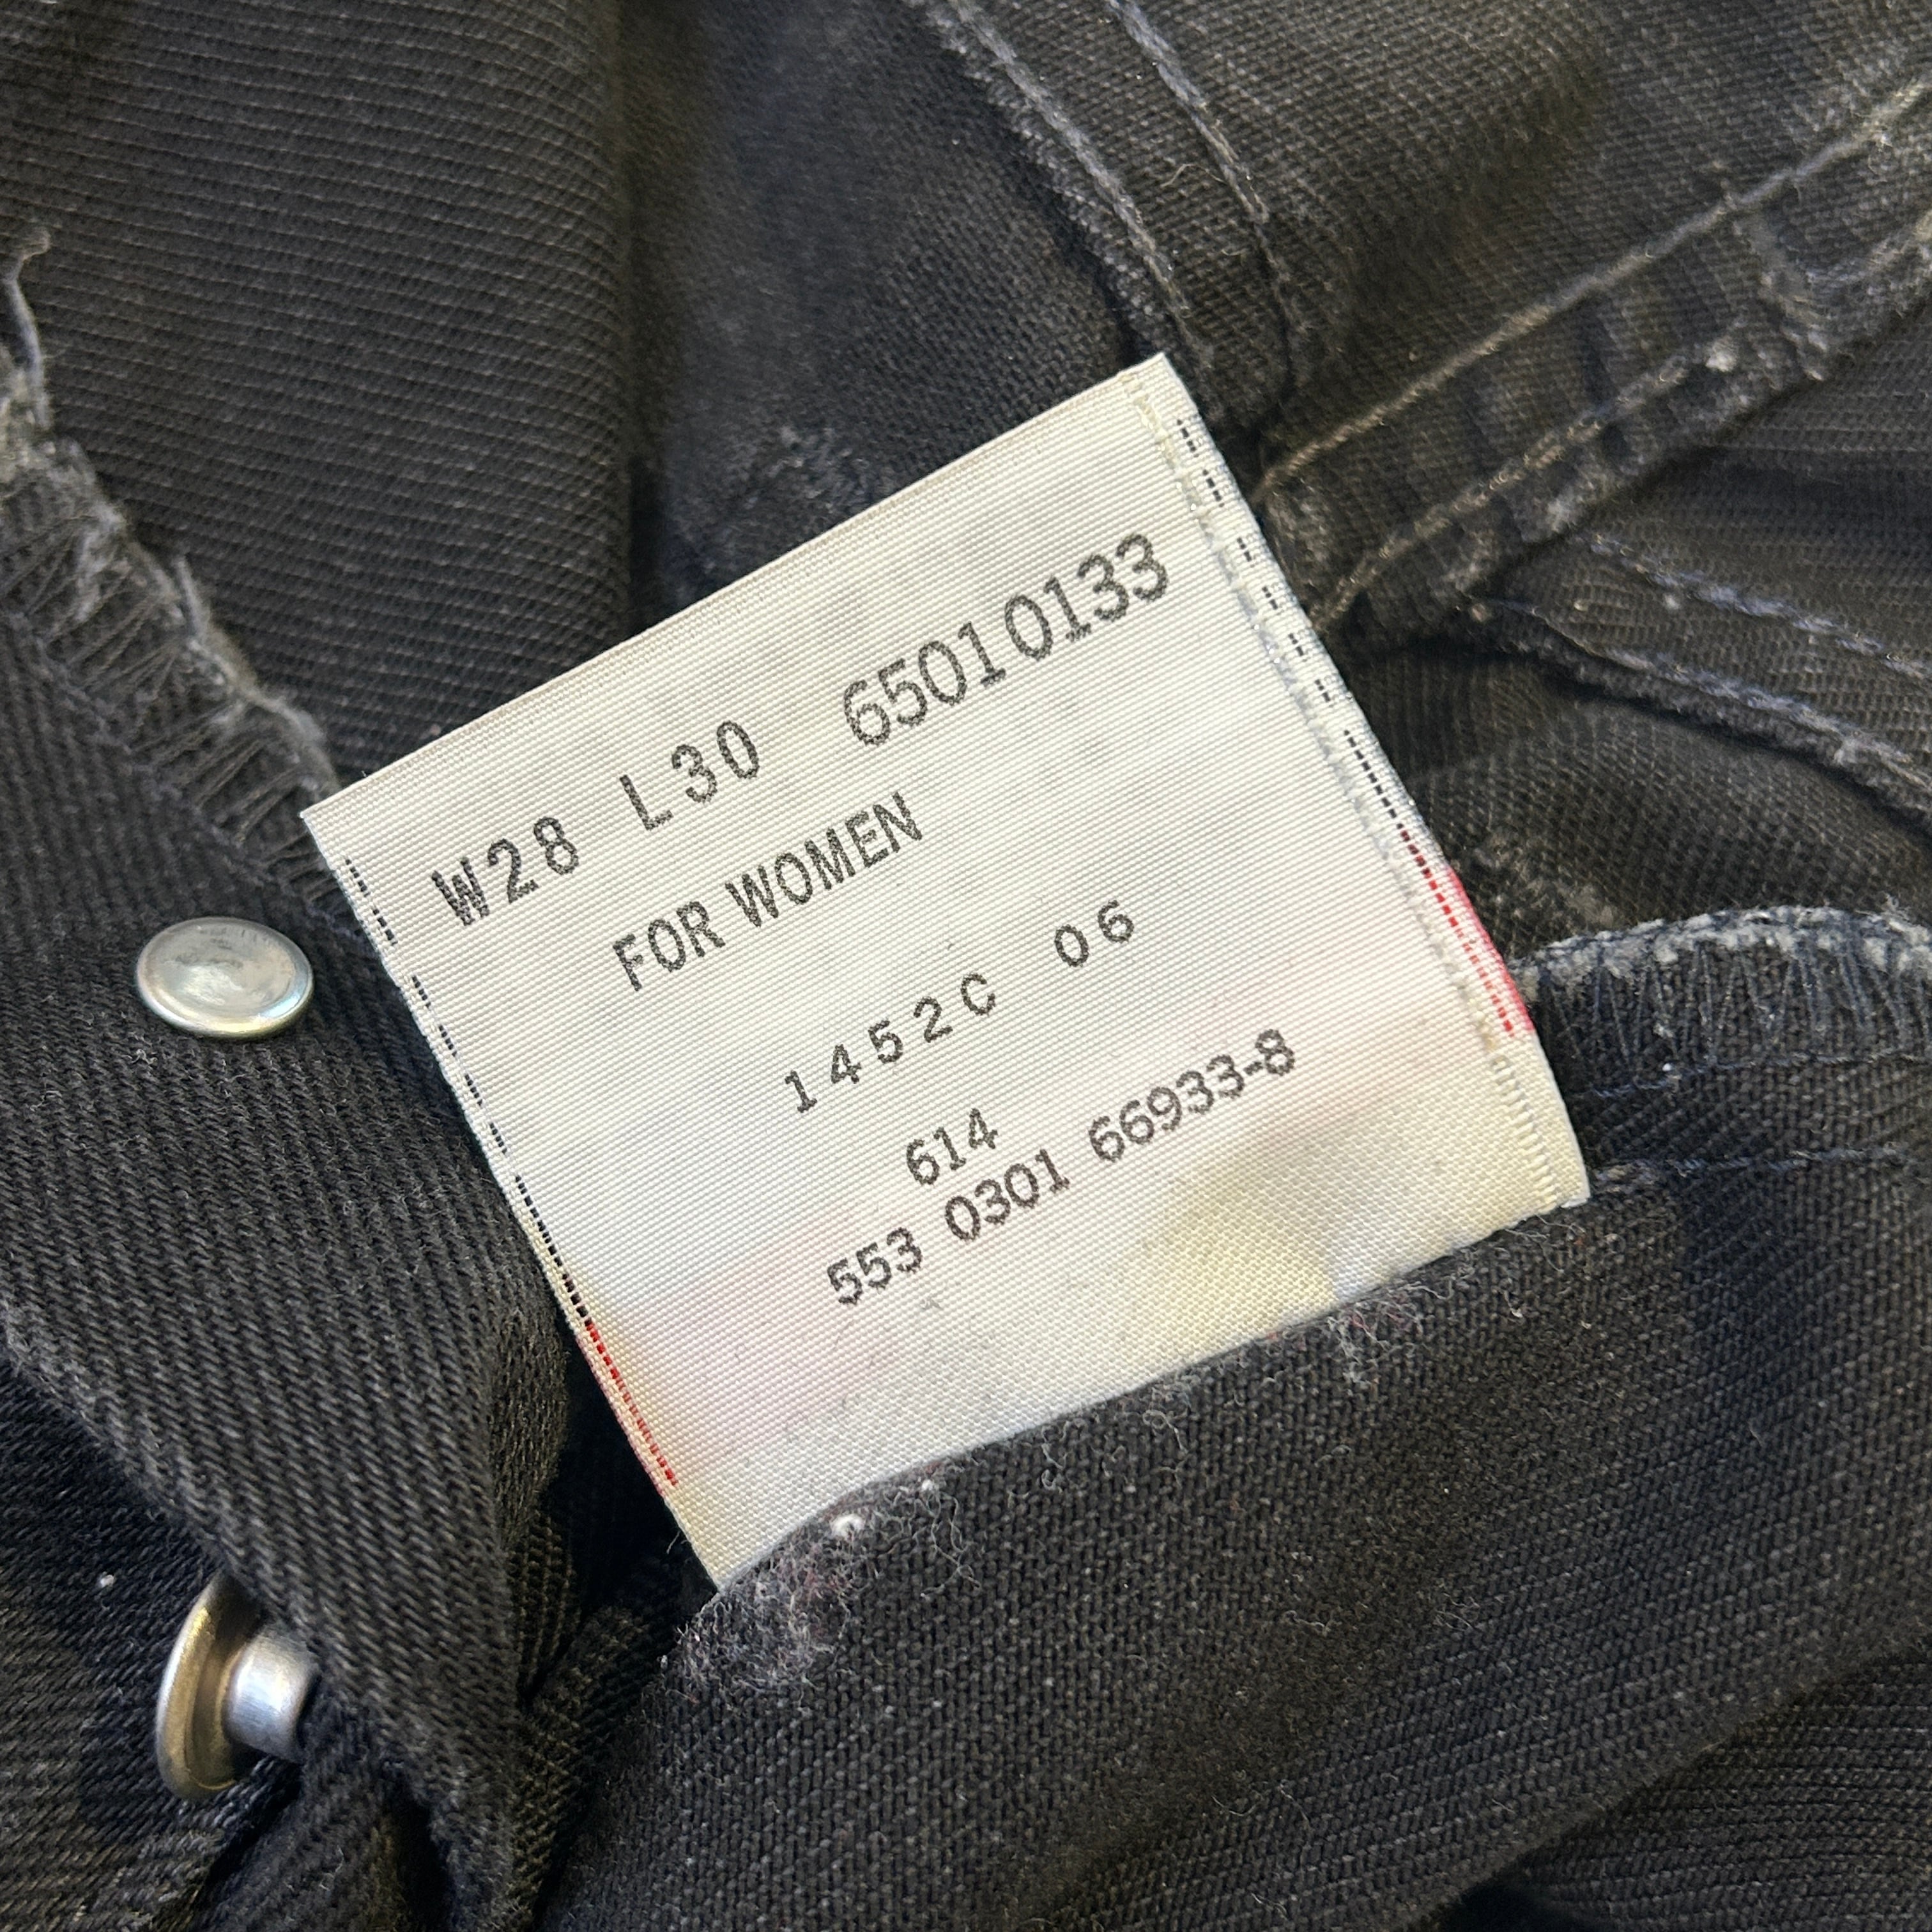 W28 L30 65010133
FOR WOMEN
1452C 06
614
553 0301 66933-8